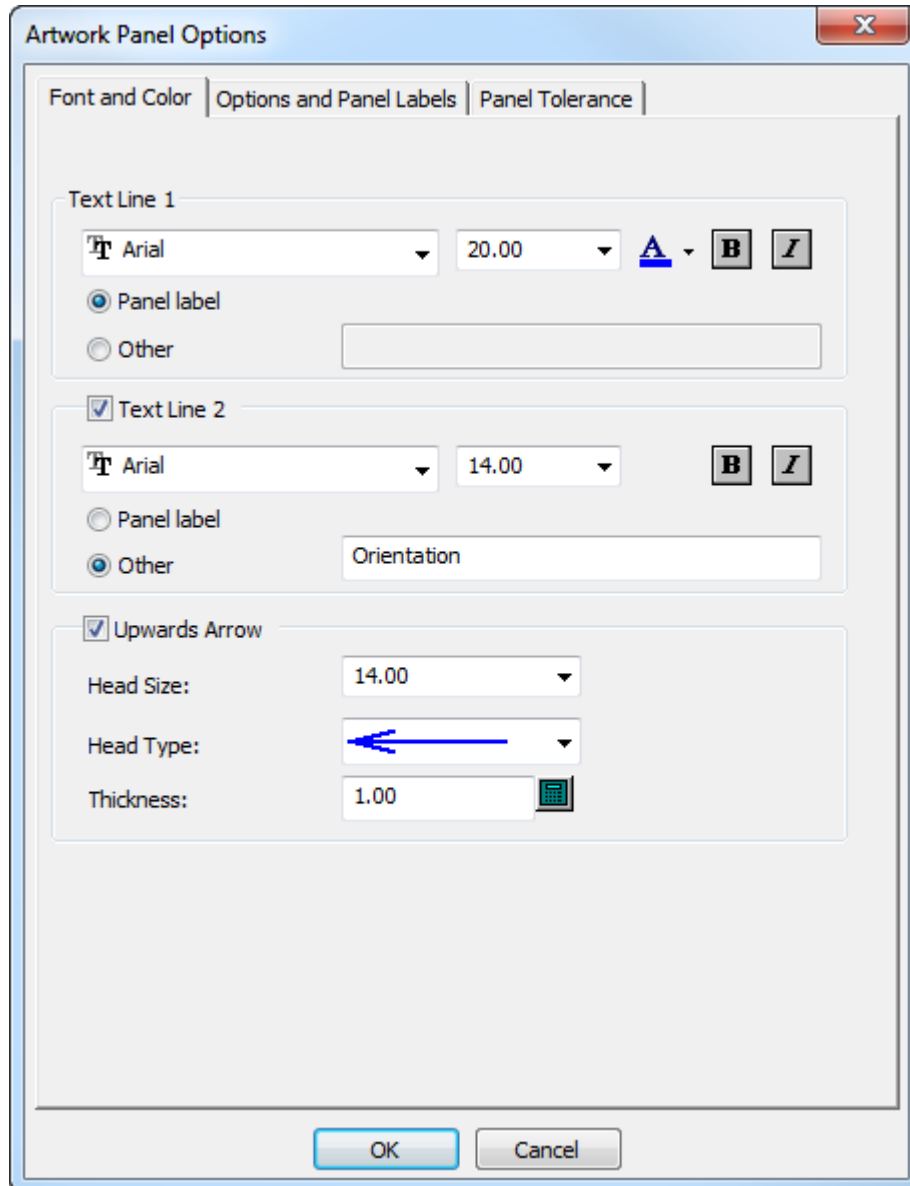 Artwork Panel Options
Font and Color Options and Panel Labels Panel Tolerance
Text Line 1
Arial 20.00 A B I
Panel label
Other
Text Line 2
Arial 14.00 B I
Panel label
Other Orientation
Upwards Arrow
Head Size: 14.00
Head Type:
Thickness: 1.00
OK Cancel